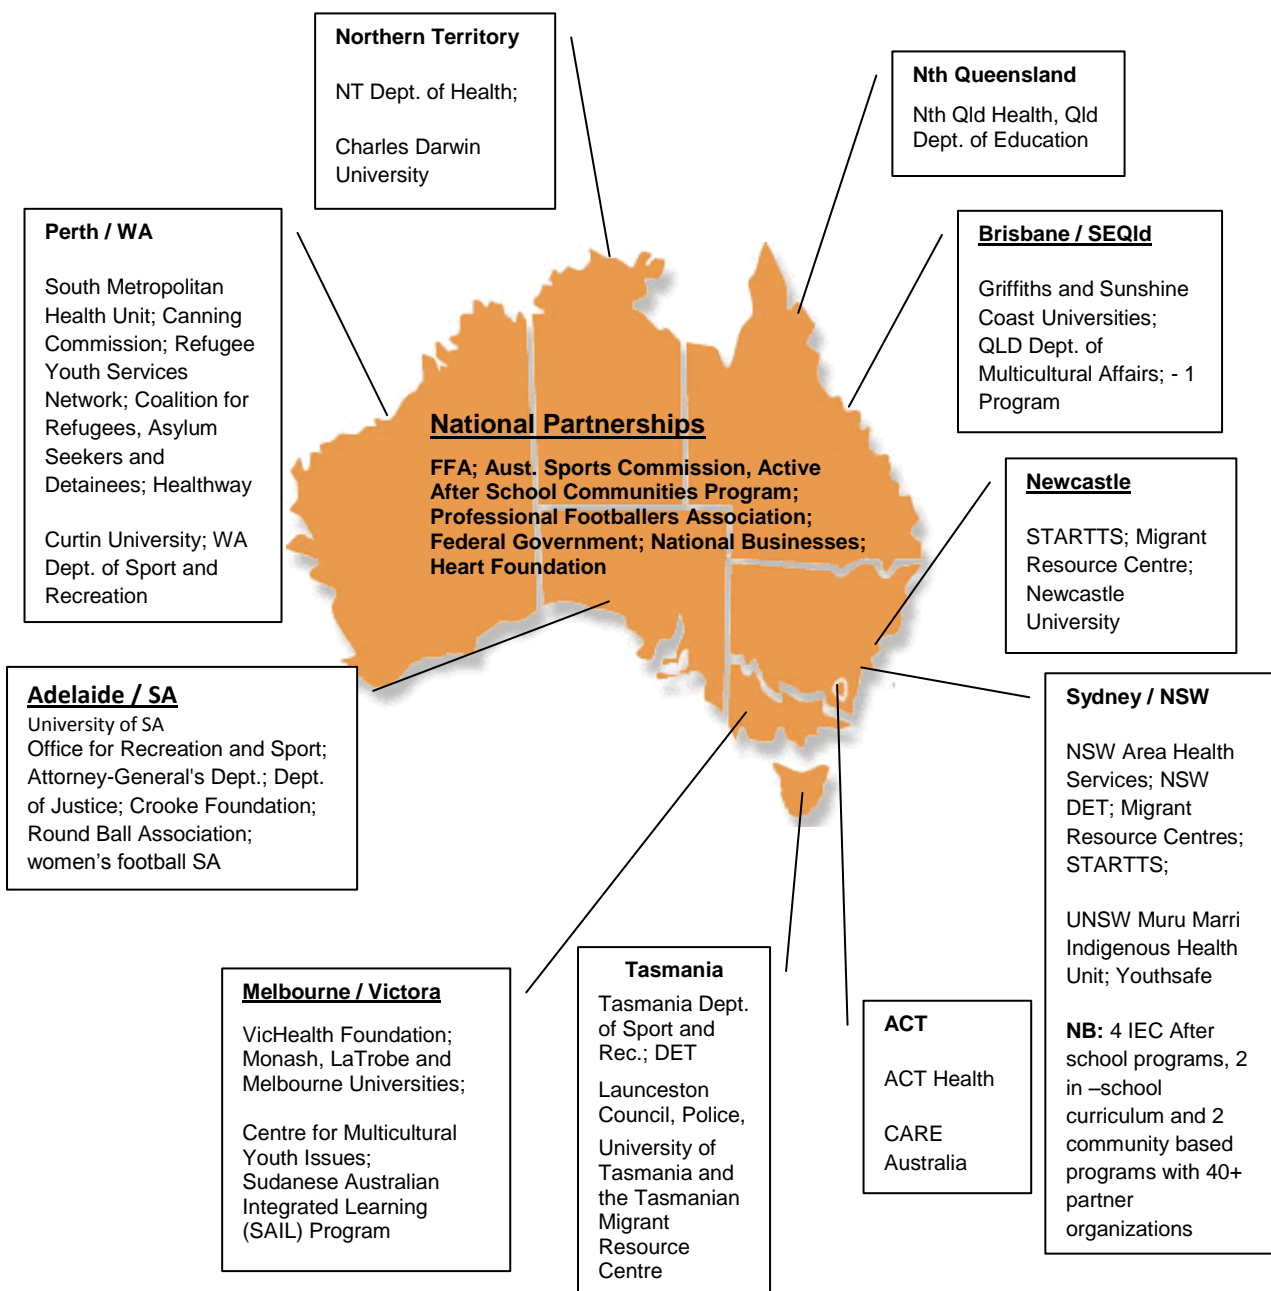 Northern Territory
NT Dept. of Health;
Charles Darwin
University
Nth Queensland
Nth Qld Health, Qld
Dept. of Education
Perth / WA
South Metropolitan
Health Unit; Canning
Commission; Refugee
Youth Services
Network; Coalition for
Refugees, Asylum
Seekers and
Detainees; Healthway
Curtin University; WA
Dept. of Sport and
Recreation
Brisbane / SEQld
Griffiths and Sunshine
Coast Universities;
QLD Dept. of
Multicultural Affairs; - 1
Program
National Partnerships
FFA; Aust. Sports Commission, Active
After School Communities Program;
Professional Footballers Association;
Federal Government; National Businesses;
Heart Foundation
Newcastle
STARTTS; Migrant
Resource Centre;
Newcastle
University
Adelaide / SA
University of SA
Office for Recreation and Sport;
Attorney-General's Dept.; Dept.
of Justice; Crooke Foundation;
Round Ball Association;
women’s football SA
Sydney / NSW
NSW Area Health
Services; NSW
DET; Migrant
Resource Centres;
STARTTS;
UNSW Muru Marri
Indigenous Health
Unit; Youthsafe
NB: 4 IEC After
school programs, 2
in –school
curriculum and 2
community based
programs with 40+
partner
organizations
Melbourne / Victora
VicHealth Foundation;
Monash, LaTrobe and
Melbourne Universities;
Centre for Multicultural
Youth Issues;
Sudanese Australian
Integrated Learning
(SAIL) Program
Tasmania
Tasmania Dept.
of Sport and
Rec.; DET
Launceston
Council, Police,
University of
Tasmania and
the Tasmanian
Migrant
Resource
Centre
ACT
ACT Health
CARE
Australia